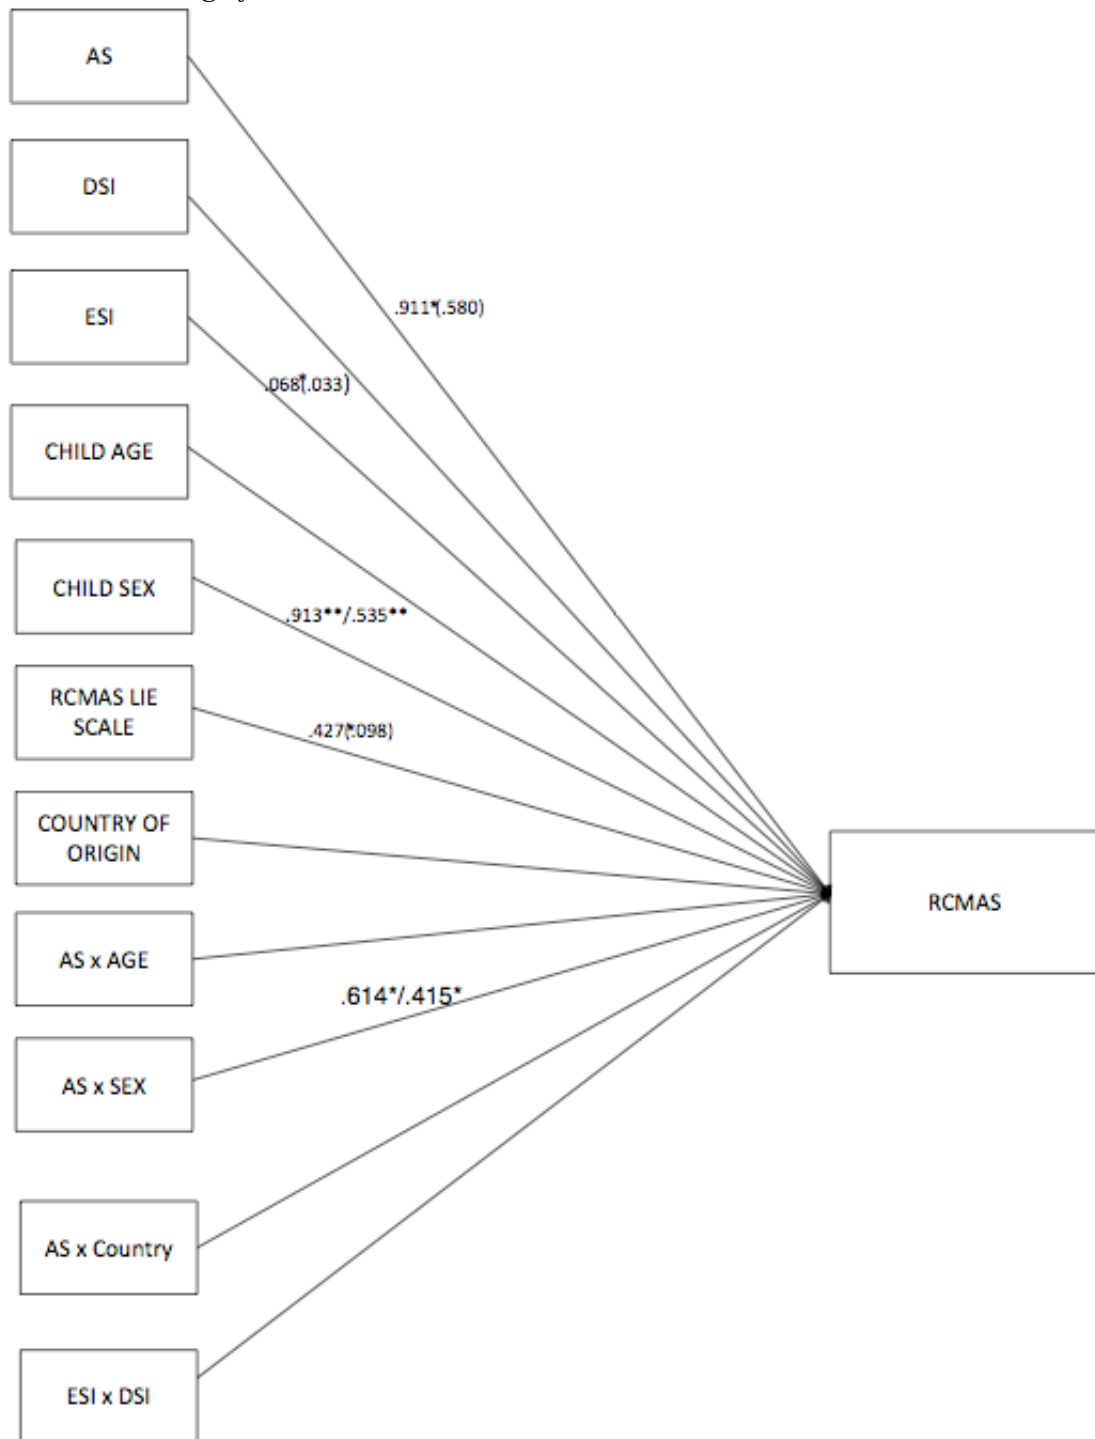 AS
DSI
.911*(.580)
ESI
.068*(.033)
CHILD AGE
CHILD SEX
.913**/.535**
RCMAS LIE
SCALE
.427(*.098)
COUNTRY OF
ORIGIN
RCMAS
AS x AGE
.614*/.415*
AS x SEX
AS x Country
ESI x DSI